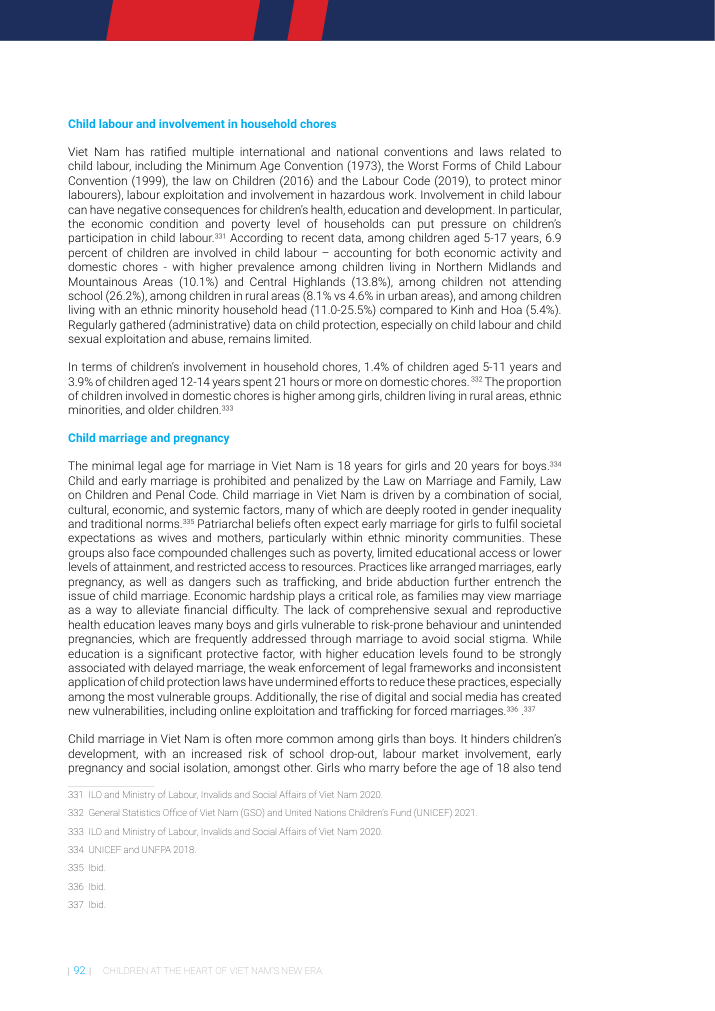 Child labour and involvement in household chores
Viet Nam has ratified multiple international and national conventions and laws related to
child labour, including the Minimum Age Convention (1973), the Worst Forms of Child Labour
Convention (1999), the law on Children (2016) and the Labour Code (2019), to protect minor
labourers), labour exploitation and involvement in hazardous work. Involvement in child labour
can have negative consequences for children's health, education and development. In particular,
the economic condition and poverty level of households can put pressure on children's
participation in child labour.331 According to recent data, among children aged 5-17 years, 6.9
percent of children are involved in child labour – accounting for both economic activity and
domestic chores - with higher prevalence among children living in Northern Midlands and
Mountainous Areas (10.1%) and Central Highlands (13.8%), among children not attending
school (26.2%), among children in rural areas (8.1% vs 4.6% in urban areas), and among children
living with an ethnic minority household head (11.0-25.5%) compared to Kinh and Hoa (5.4%).
Regularly gathered (administrative) data on child protection, especially on child labour and child
sexual exploitation and abuse, remains limited.
In terms of children's involvement in household chores, 1.4% of children aged 5-11 years and
3.9% of children aged 12-14 years spent 21 hours or more on domestic chores. 332 The proportion
of children involved in domestic chores is higher among girls, children living in rural areas, ethnic
minorities, and older children.333
Child marriage and pregnancy
The minimal legal age for marriage in Viet Nam is 18 years for girls and 20 years for boys.334
Child and early marriage is prohibited and penalized by the Law on Marriage and Family, Law
on Children and Penal Code. Child marriage in Viet Nam is driven by a combination of social,
cultural, economic, and systemic factors, many of which are deeply rooted in gender inequality
and traditional norms.335 Patriarchal beliefs often expect early marriage for girls to fulfil societal
expectations as wives and mothers, particularly within ethnic minority communities. These
groups also face compounded challenges such as poverty, limited educational access or lower
levels of attainment, and restricted access to resources. Practices like arranged marriages, early
pregnancy, as well as dangers such as trafficking, and bride abduction further entrench the
issue of child marriage. Economic hardship plays a critical role, as families may view marriage
as a way to alleviate financial difficulty. The lack of comprehensive sexual and reproductive
health education leaves many boys and girls vulnerable to risk-prone behaviour and unintended
pregnancies, which are frequently addressed through marriage to avoid social stigma. While
education is a significant protective factor, with higher education levels found to be strongly
associated with delayed marriage, the weak enforcement of legal frameworks and inconsistent
application of child protection laws have undermined efforts to reduce these practices, especially
among the most vulnerable groups. Additionally, the rise of digital and social media has created
new vulnerabilities, including online exploitation and trafficking for forced marriages.336 .337
Child marriage in Viet Nam is often more common among girls than boys. It hinders children's
development, with an increased risk of school drop-out, labour market involvement, early
pregnancy and social isolation, amongst other. Girls who marry before the age of 18 also tend
331 ILO and Ministry of Labour, Invalids and Social Affairs of Viet Nam 2020.
332 General Statistics Office of Viet Nam (GSO) and United Nations Children's Fund (UNICEF) 2021.
333 ILO and Ministry of Labour, Invalids and Social Affairs of Viet Nam 2020.
334 UNICEF and UNFPA 2018.
335 Ibid.
336 Ibid.
337 Ibid.
| 92 | CHILDREN AT THE HEART OF VIET NAM'S NEW ERA